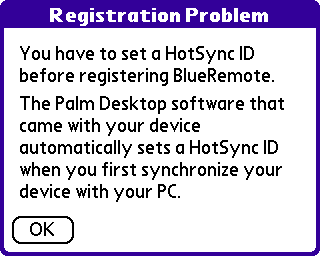 Registration Problem
You have to set a HotSync ID
before registering BlueRemote.
The Palm Desktop software that
came with your device
automatically sets a HotSync ID
when you first synchronize your
device with your PC.
OK